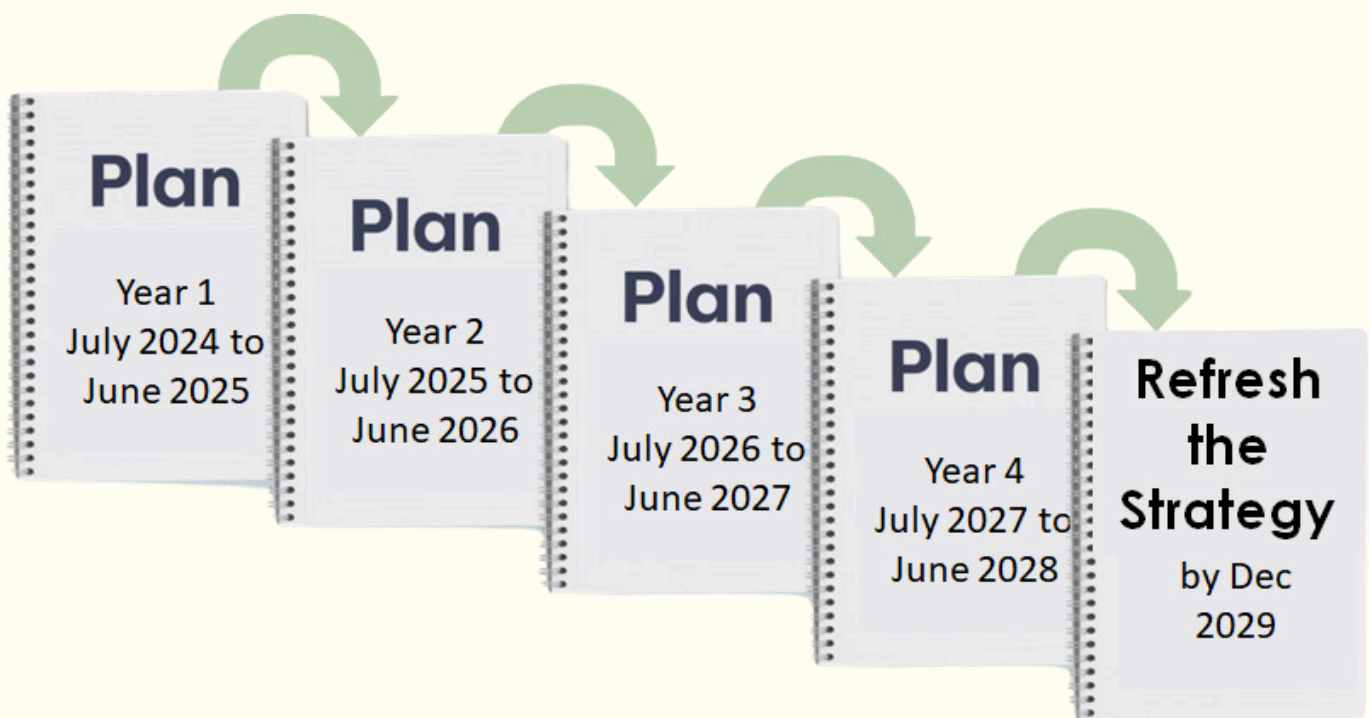 Plan
Year 1
July 2024 to
June 2025
Plan
Year 2
July 2025 to
June 2026
Plan
Year 3
July 2026 to
June 2027
Plan
Year 4
July 2027 to
June 2028
Refresh
the
Strategy
by Dec
2029